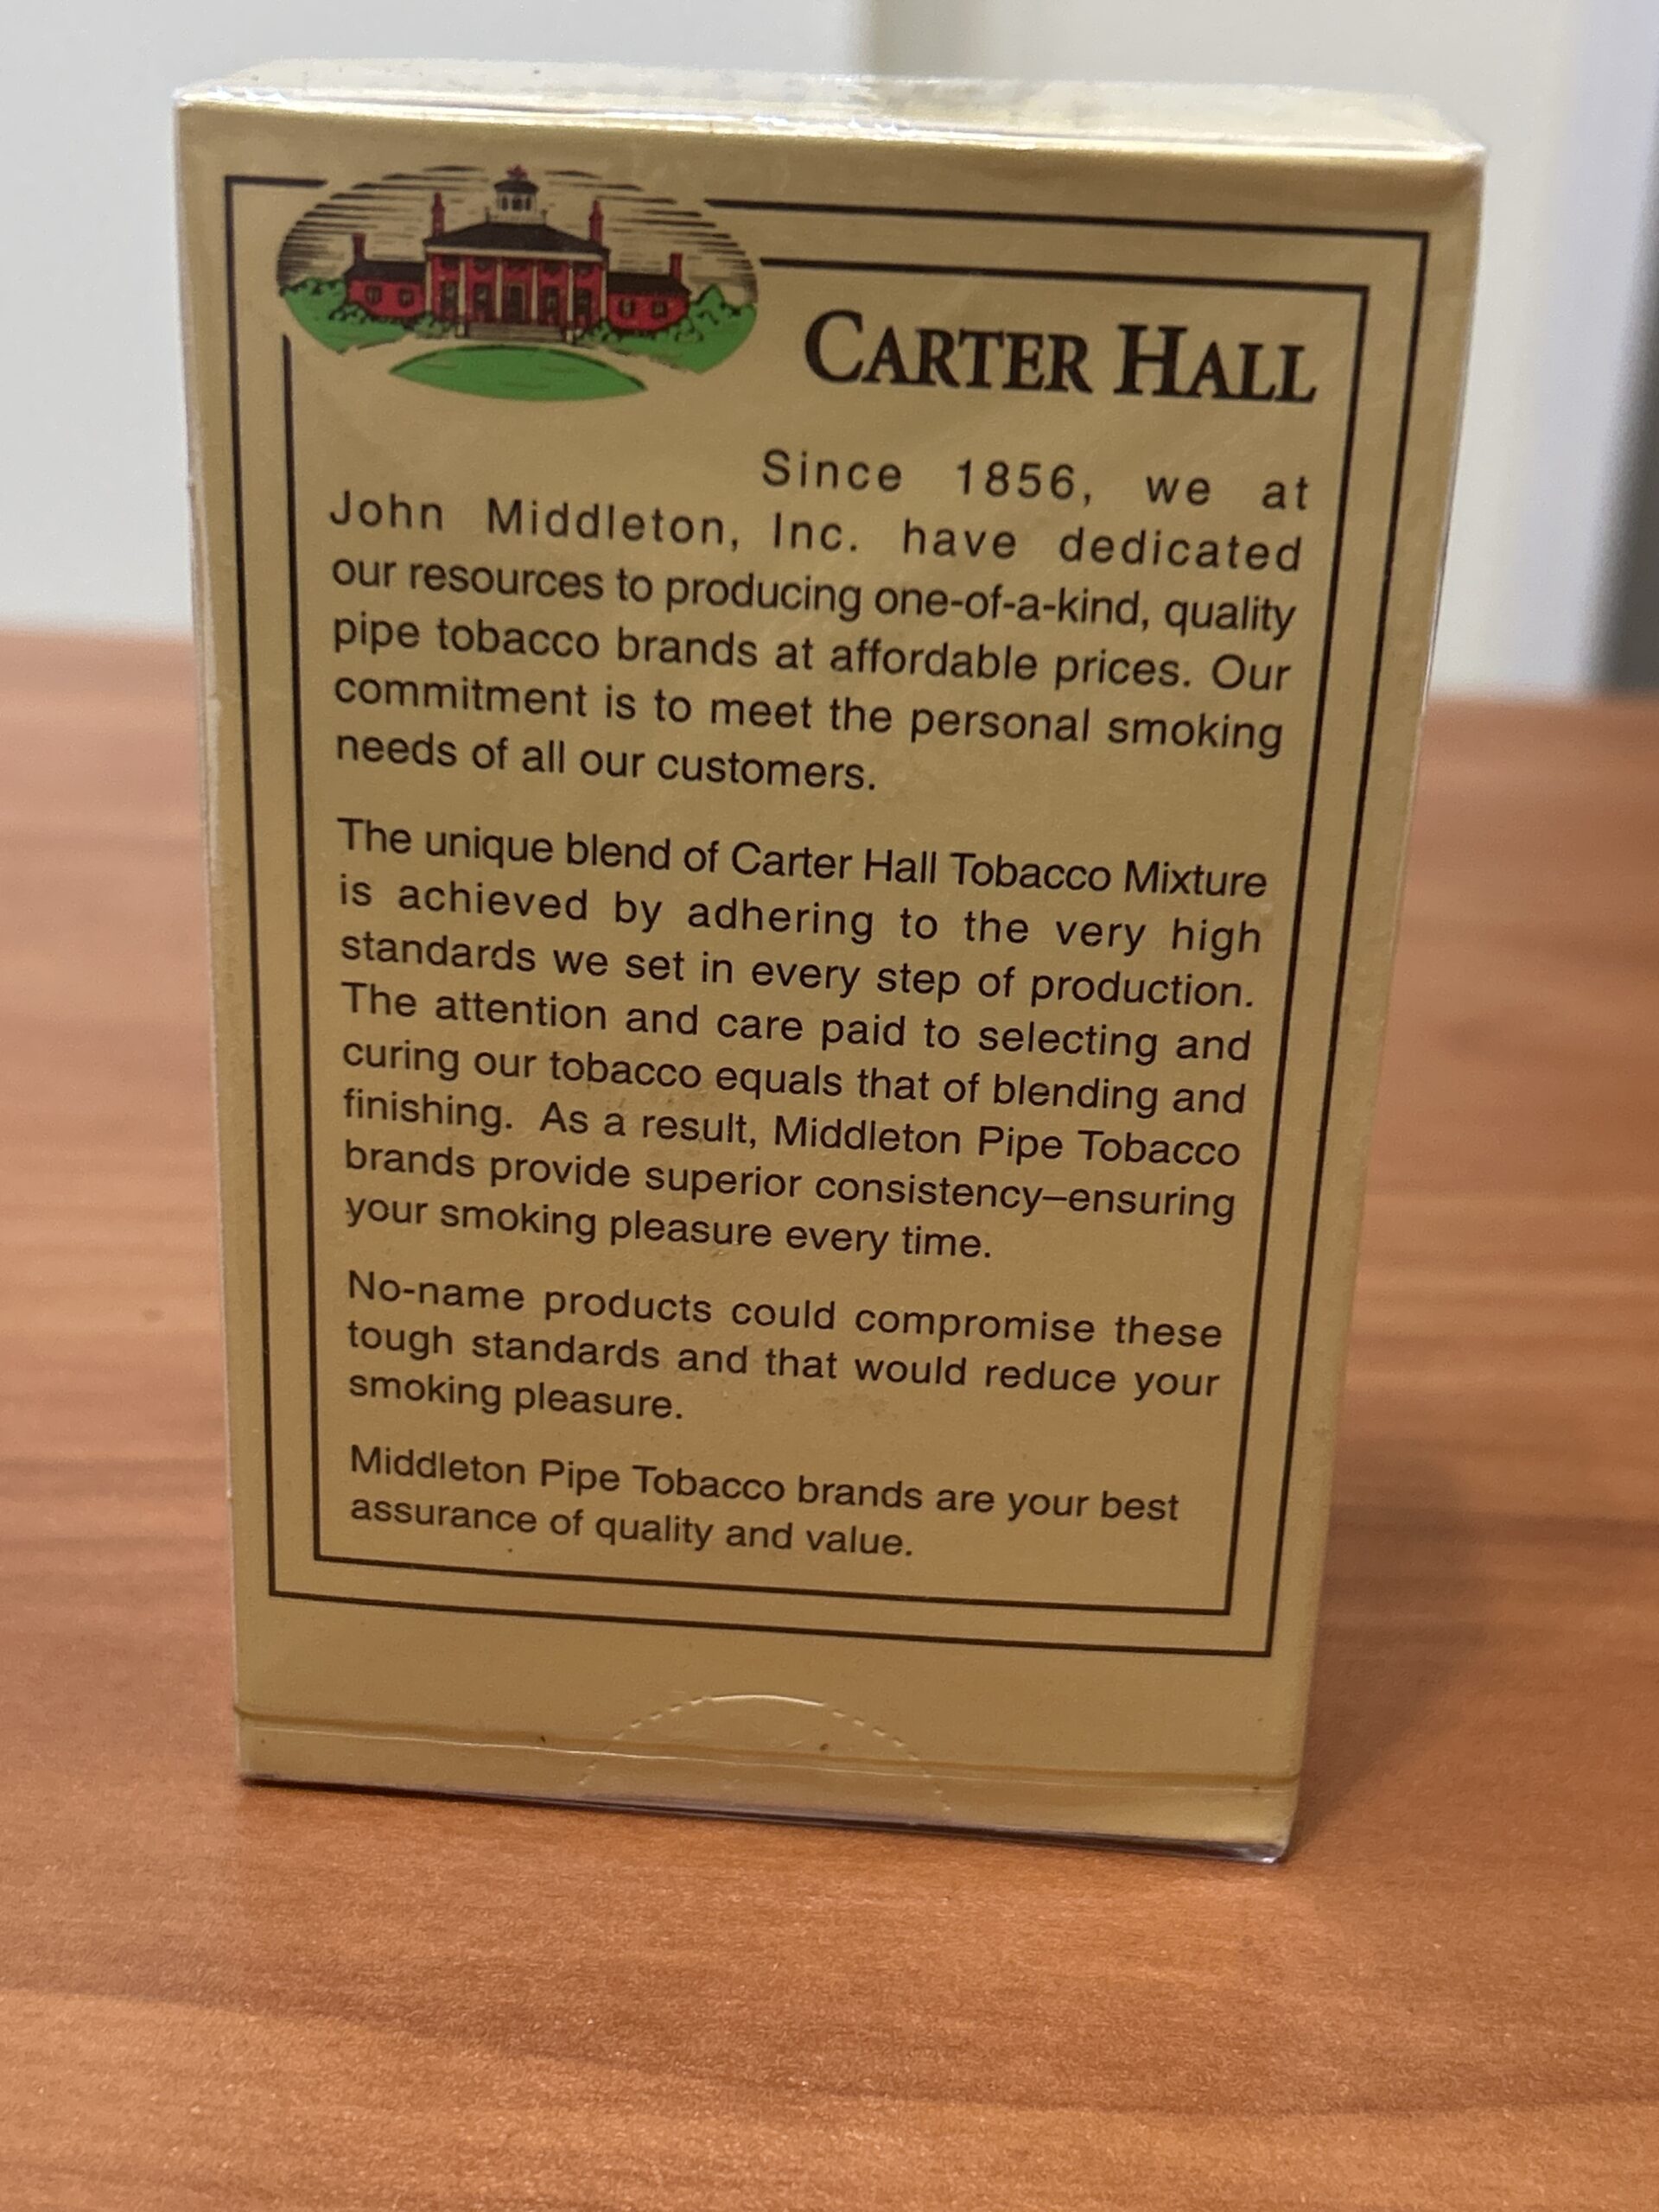 CARTER HALL
Since 1856, we at
John Middleton, Inc. have dedicated
our resources to producing one-of-a-kind, quality
pipe tobacco brands at affordable prices. Our
commitment is to meet the personal smoking
needs of all our customers.
The unique blend of Carter Hall Tobacco Mixture
is achieved by adhering to the very high
standards we set in every step of production.
The attention and care paid to selecting and
curing our tobacco equals that of blending and
finishing. As a result, Middleton Pipe Tobacco
brands provide superior consistency–ensuring
your smoking pleasure every time.
No-name products could compromise these
tough standards and that would reduce your
smoking pleasure.
Middleton Pipe Tobacco brands are your best
assurance of quality and value.